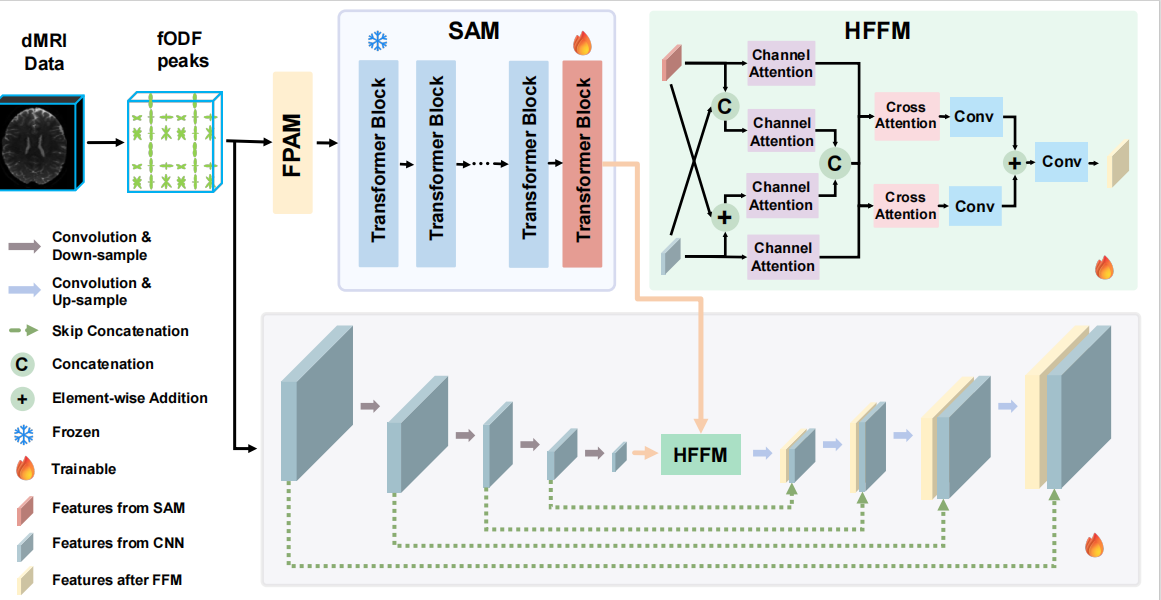 dMRI
Data
fODF
peaks
FPAM
SAM
Transformer Block
Transformer Block
Transformer Block
Transformer Block
HFFM
Channel
Attention
C
Channel
Attention
C
Channel
Attention
+
Channel
Attention
Cross
Attention
Conv
Cross
Attention
Conv
+
Conv
Convolution &
Down-sample
Convolution &
Up-sample
Skip Concatenation
C
Concatenation
+
Element-wise Addition
Frozen
Trainable
Features from SAM
Features from CNN
Features after FFM
HFFM